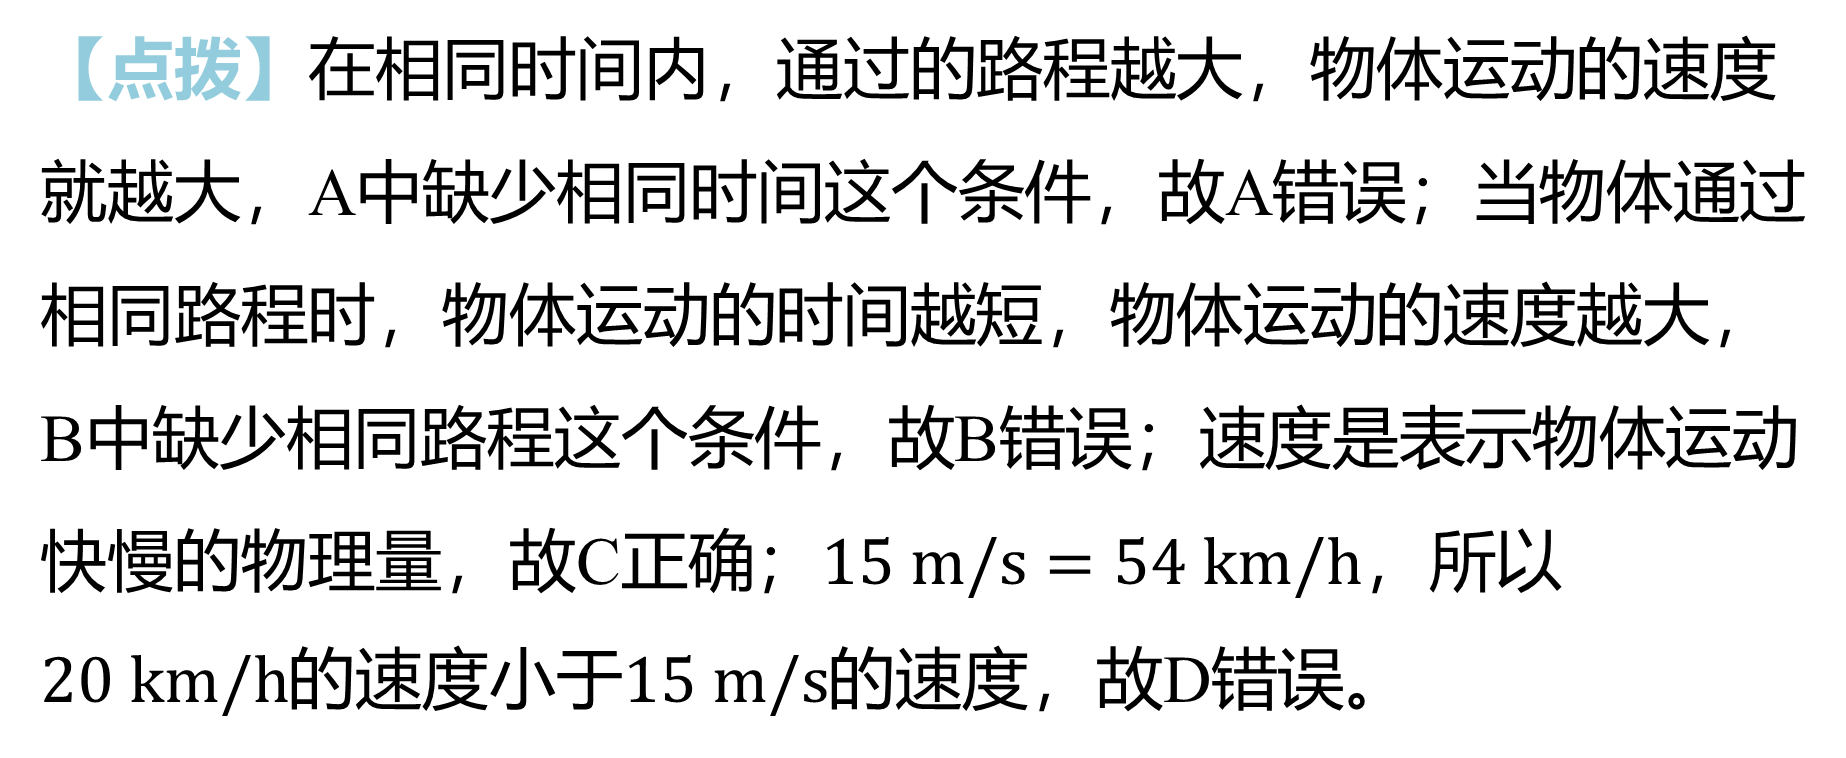 【点拨】在相同时间内，通过的路程越大，物体运动的速度
就越大，A中缺少相同时间这个条件，故A错误；当物体通过
相同路程时，物体运动的时间越短，物体运动的速度越大，
B中缺少相同路程这个条件，故B错误；速度是表示物体运动
快慢的物理量，故C正确；15 m/s = 54 km/h，所以
20 km/h的速度小于15 m/s的速度，故D错误。